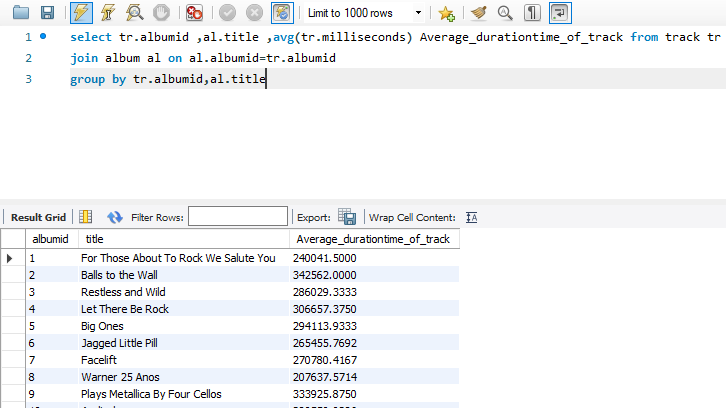 Limit to 1000 rows
1 select tr.albumid ,al.title ,avg(tr.milliseconds) Average_durationtime_of_track from track tr
2 join album al on al.albumid=tr.albumid
3 group by tr.albumid,al.title
Result Grid Filter Rows: Export: Wrap Cell Content:
albumid title Average_durationtime_of_track
1 For Those About To Rock We Salute You 240041.5000
2 Balls to the Wall 342562.0000
3 Restless and Wild 286029.3333
4 Let There Be Rock 306657.3750
5 Big Ones 294113.9333
6 Jagged Little Pill 265455.7692
7 Facelift 270780.4167
8 Warner 25 Anos 207637.5714
9 Plays Metallica By Four Cellos 333925.8750